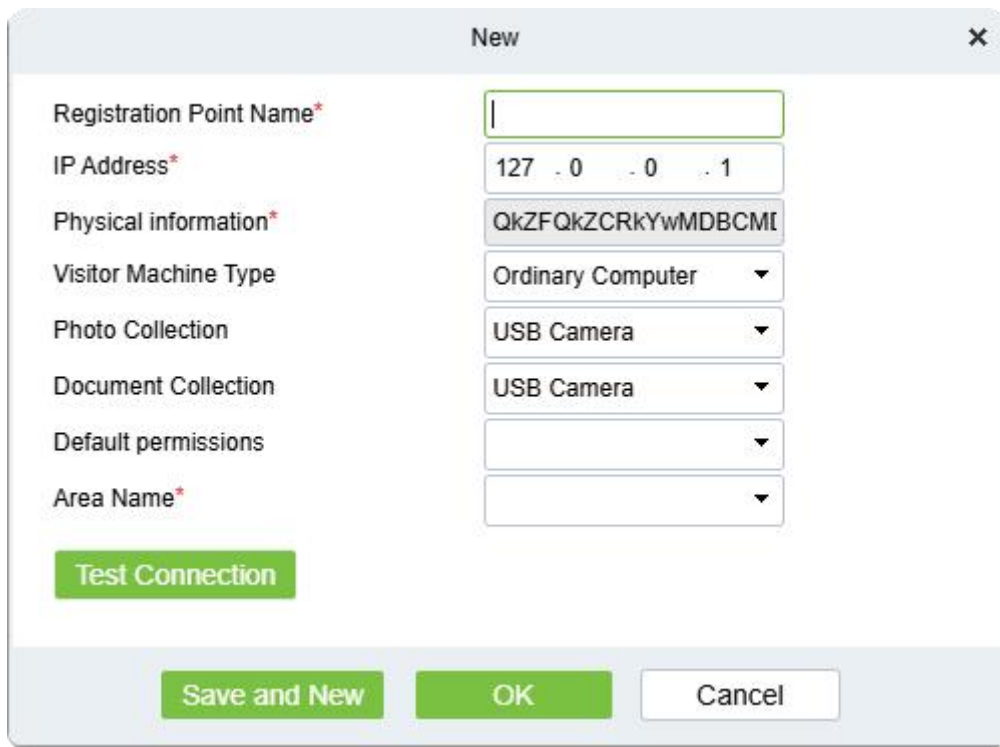 New
Registration Point Name*
IP Address* 127 . 0 . 0 . 1
Physical information* QkZFQkZCRkYwMDBCMI
Visitor Machine Type Ordinary Computer
Photo Collection USB Camera
Document Collection USB Camera
Default permissions
Area Name*
Test Connection
Save and New OK Cancel